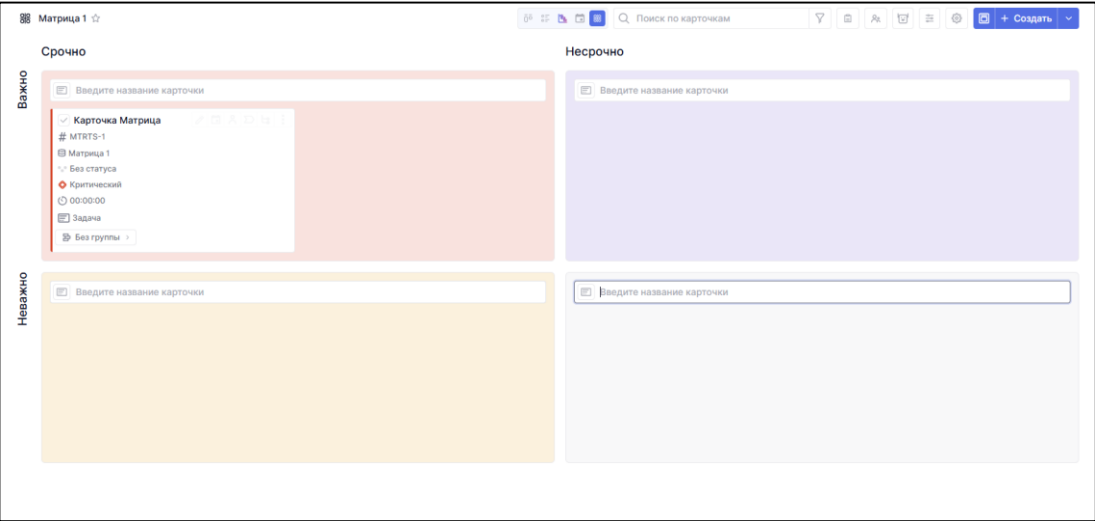 Матрица 1
Поиск по карточкам
+ Создать
Срочно
Несрочно
Важно
Введите название карточки
Введите название карточки
Карточка Матрица
# MTRTS-1
Матрица 1
Без статуса
Критический
00:00:00
Задача
Без группы
Неважно
Введите название карточки
Введите название карточки